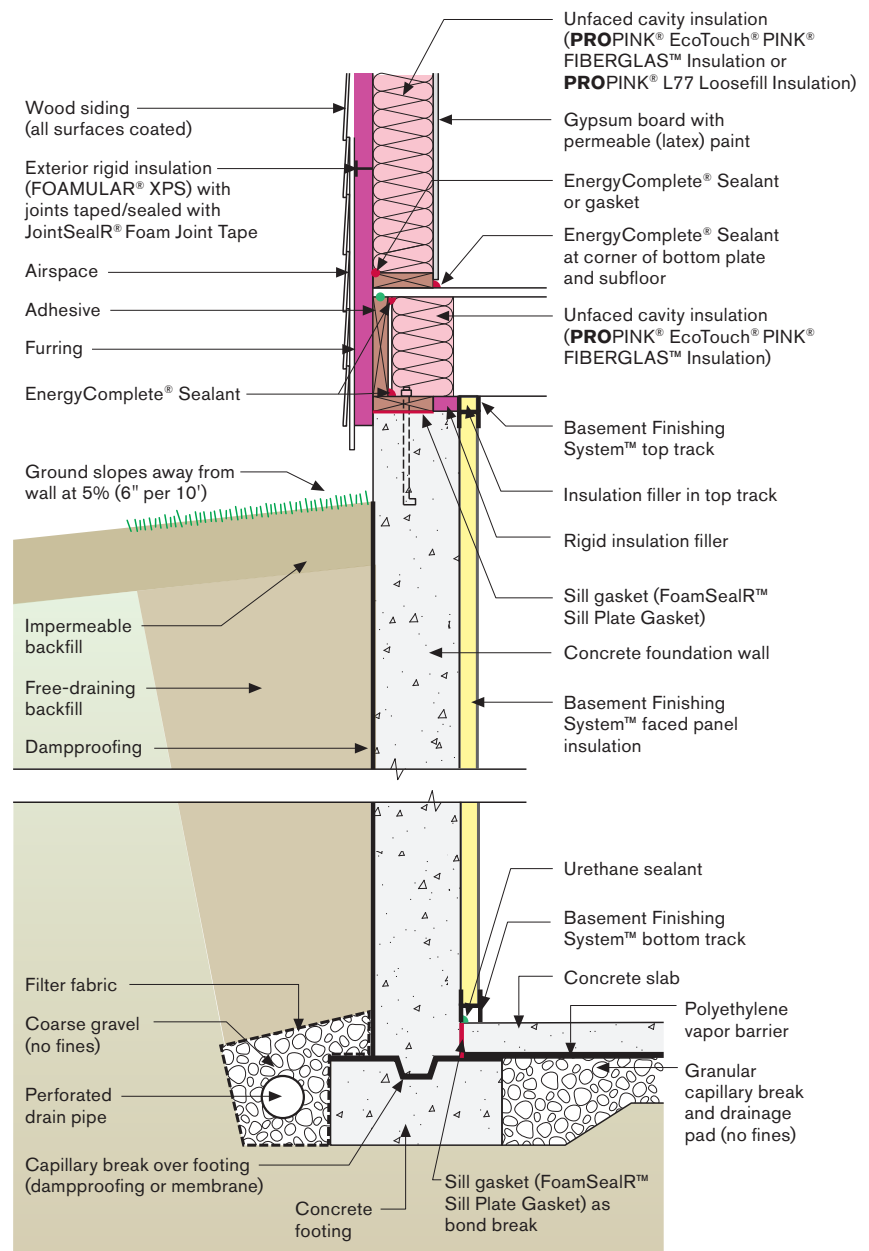 Unfaced cavity insulation
(PROPINK® EcoTouch® PINK®
FIBERGLAS™ Insulation or
PROPINK® L77 Loosefill Insulation)
Wood siding
(all surfaces coated)
Gypsum board with
permeable (latex) paint
Exterior rigid insulation
(FOAMULAR® XPS) with
joints taped/sealed with
JointSealR® Foam Joint Tape
EnergyComplete® Sealant
or gasket
EnergyComplete® Sealant
at corner of bottom plate
and subfloor
Airspace
Adhesive
Unfaced cavity insulation
(PROPINK® EcoTouch® PINK®
FIBERGLAS™ Insulation)
Furring
EnergyComplete® Sealant
Basement Finishing
System™ top track
Ground slopes away from
wall at 5% (6" per 10')
Insulation filler in top track
Rigid insulation filler
Sill gasket (FoamSealR™
Sill Plate Gasket)
Impermeable
backfill
Concrete foundation wall
Free-draining
backfill
Basement Finishing
System™ faced panel
insulation
Dampproofing
Urethane sealant
Basement Finishing
System™ bottom track
Filter fabric
Concrete slab
Coarse gravel
(no fines)
Polyethylene
vapor barrier
Perforated
drain pipe
Granular
capillary break
and drainage
pad (no fines)
Capillary break over footing
(dampproofing or membrane)
Concrete
footing
Sill gasket (FoamSealR™
Sill Plate Gasket) as
bond break